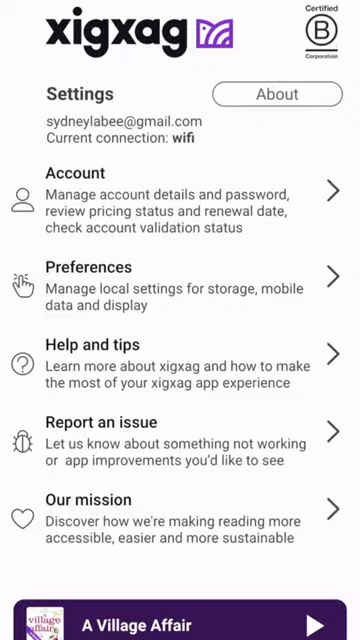 Certified
xigxag
B
Corporation
Settings
About
sydneylabee@gmail.com
Current connection: wifi
Account
Manage account details and password,
review pricing status and renewal date,
check account validation status
Preferences
Manage local settings for storage, mobile
data and display
Help and tips
Learn more about xigxag and how to make
the most of your xigxag app experience
Report an issue
Let us know about something not working
or app improvements you'd like to see
Our mission
Discover how we're making reading more
accessible, easier and more sustainable
village
affair
A Village Affair